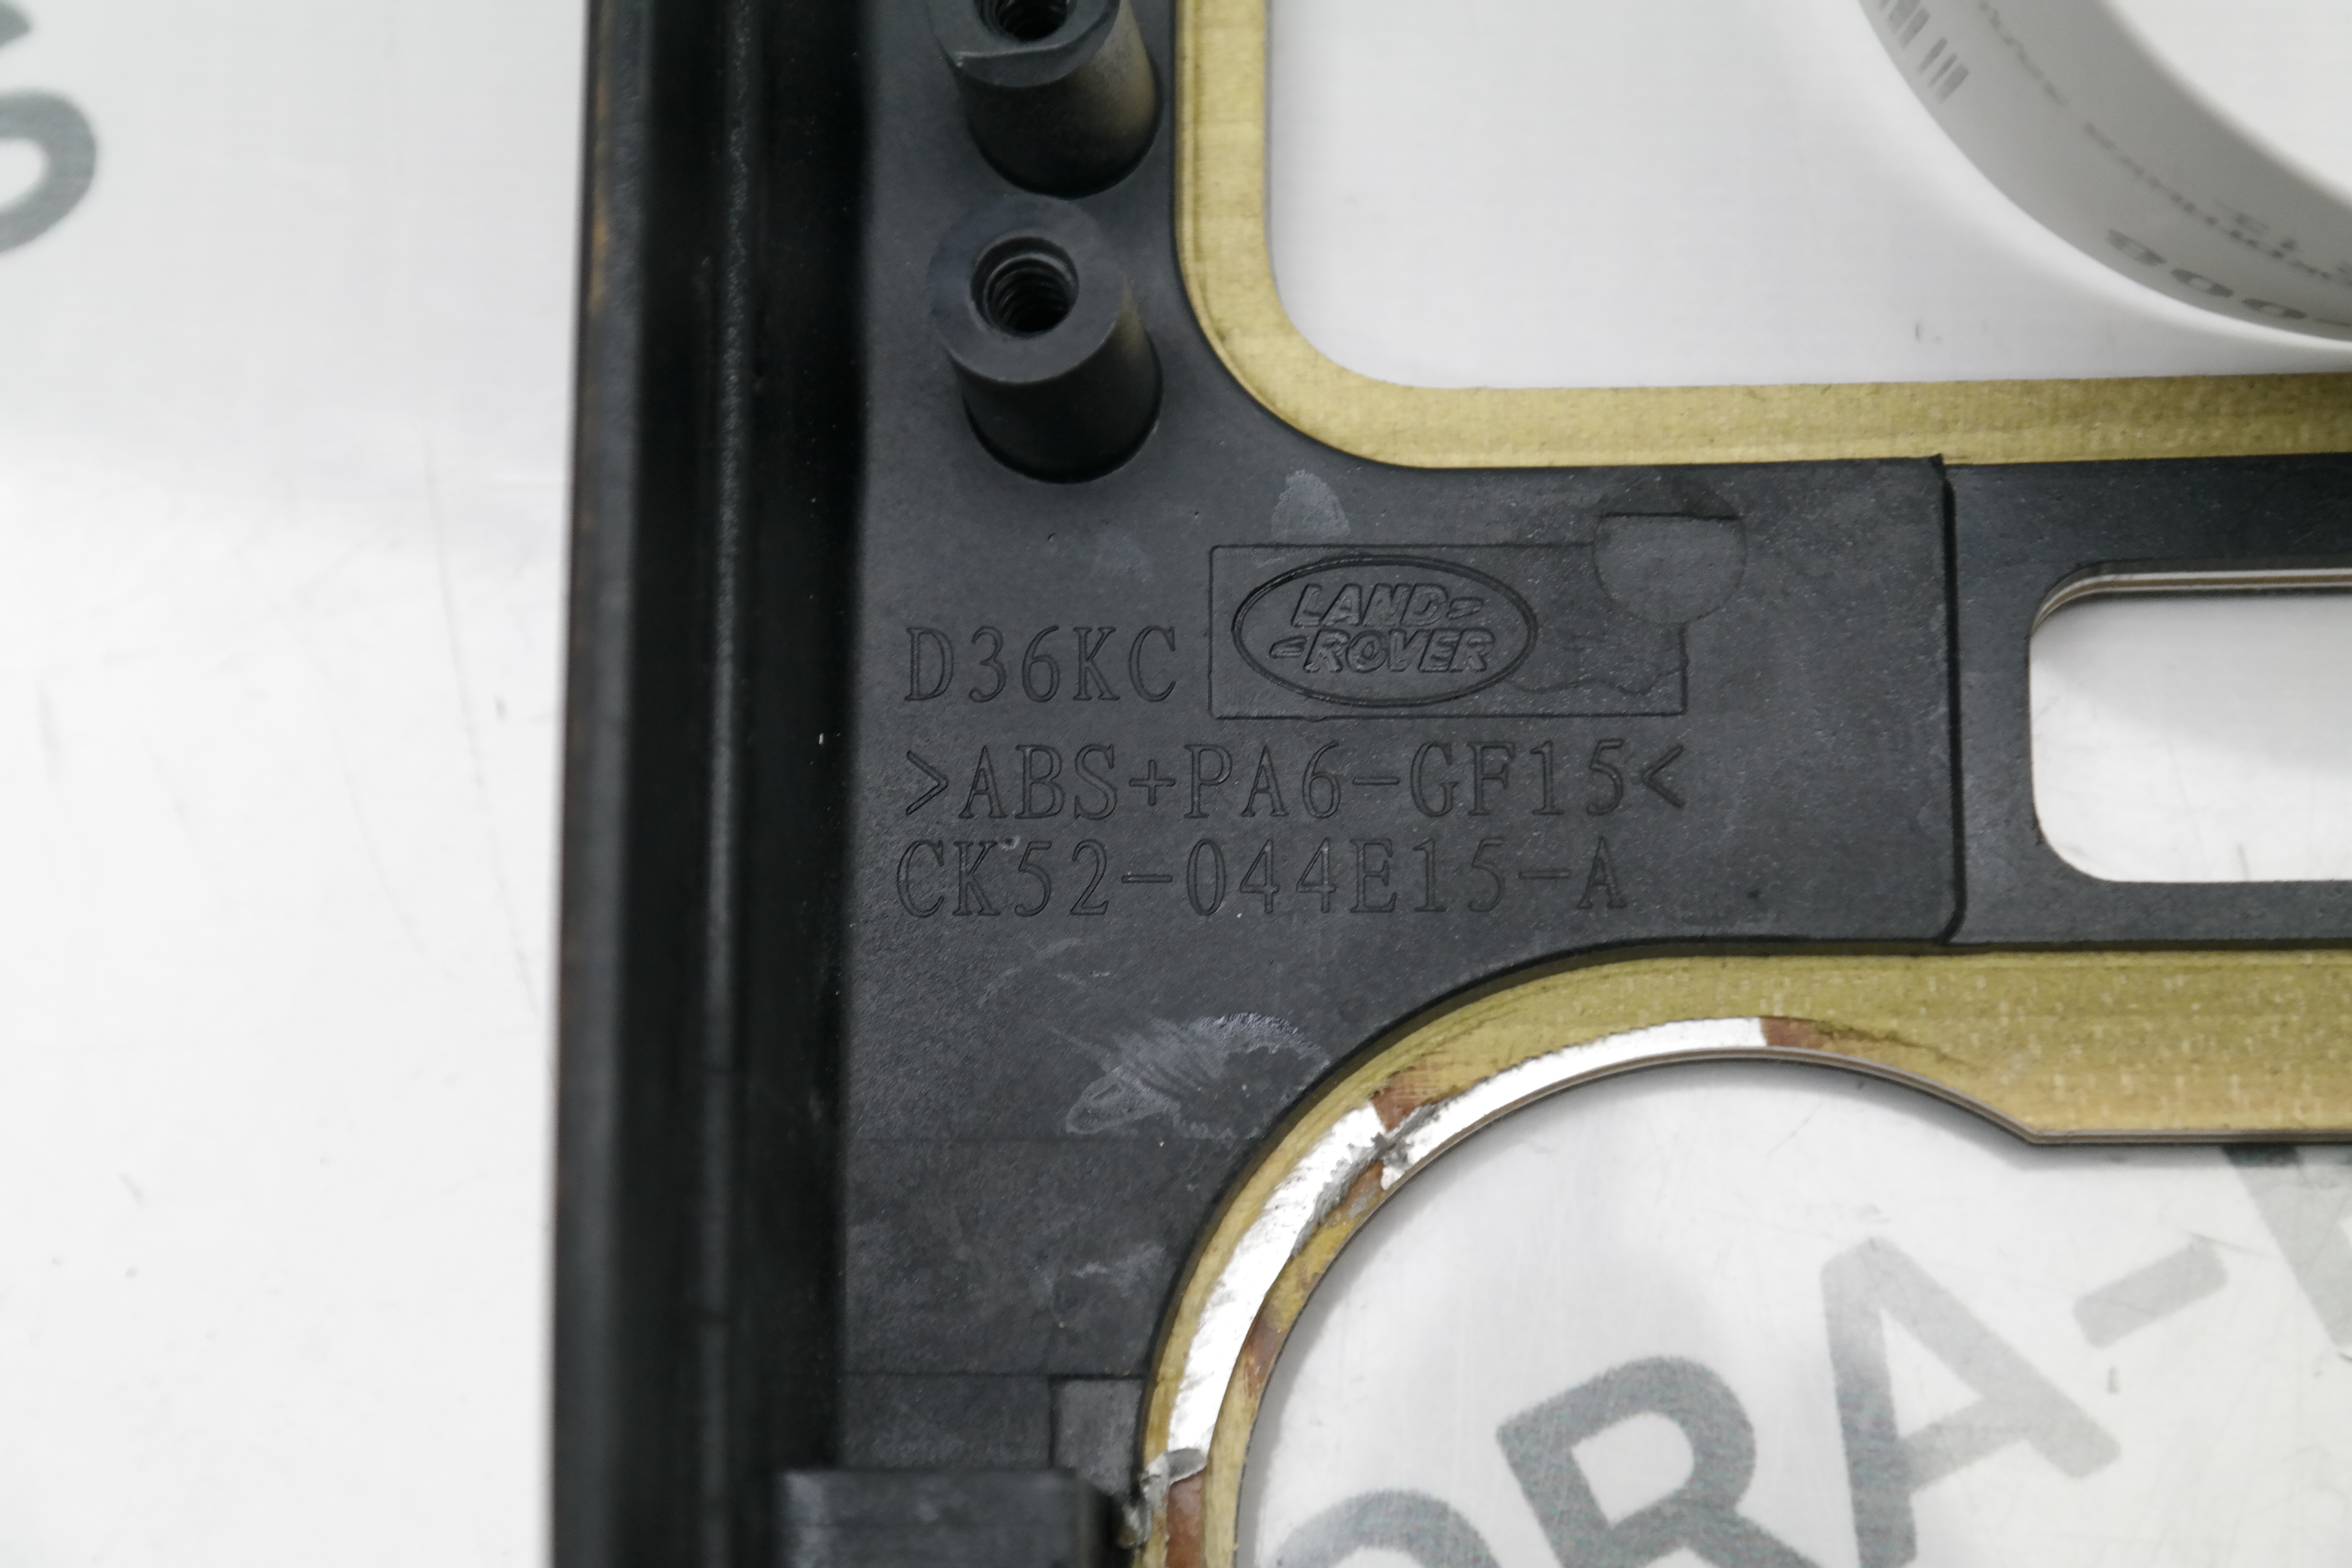 D36KC
LAND-
-ROVER
>ABS+PA6-GF15<
CK52-044E15-A